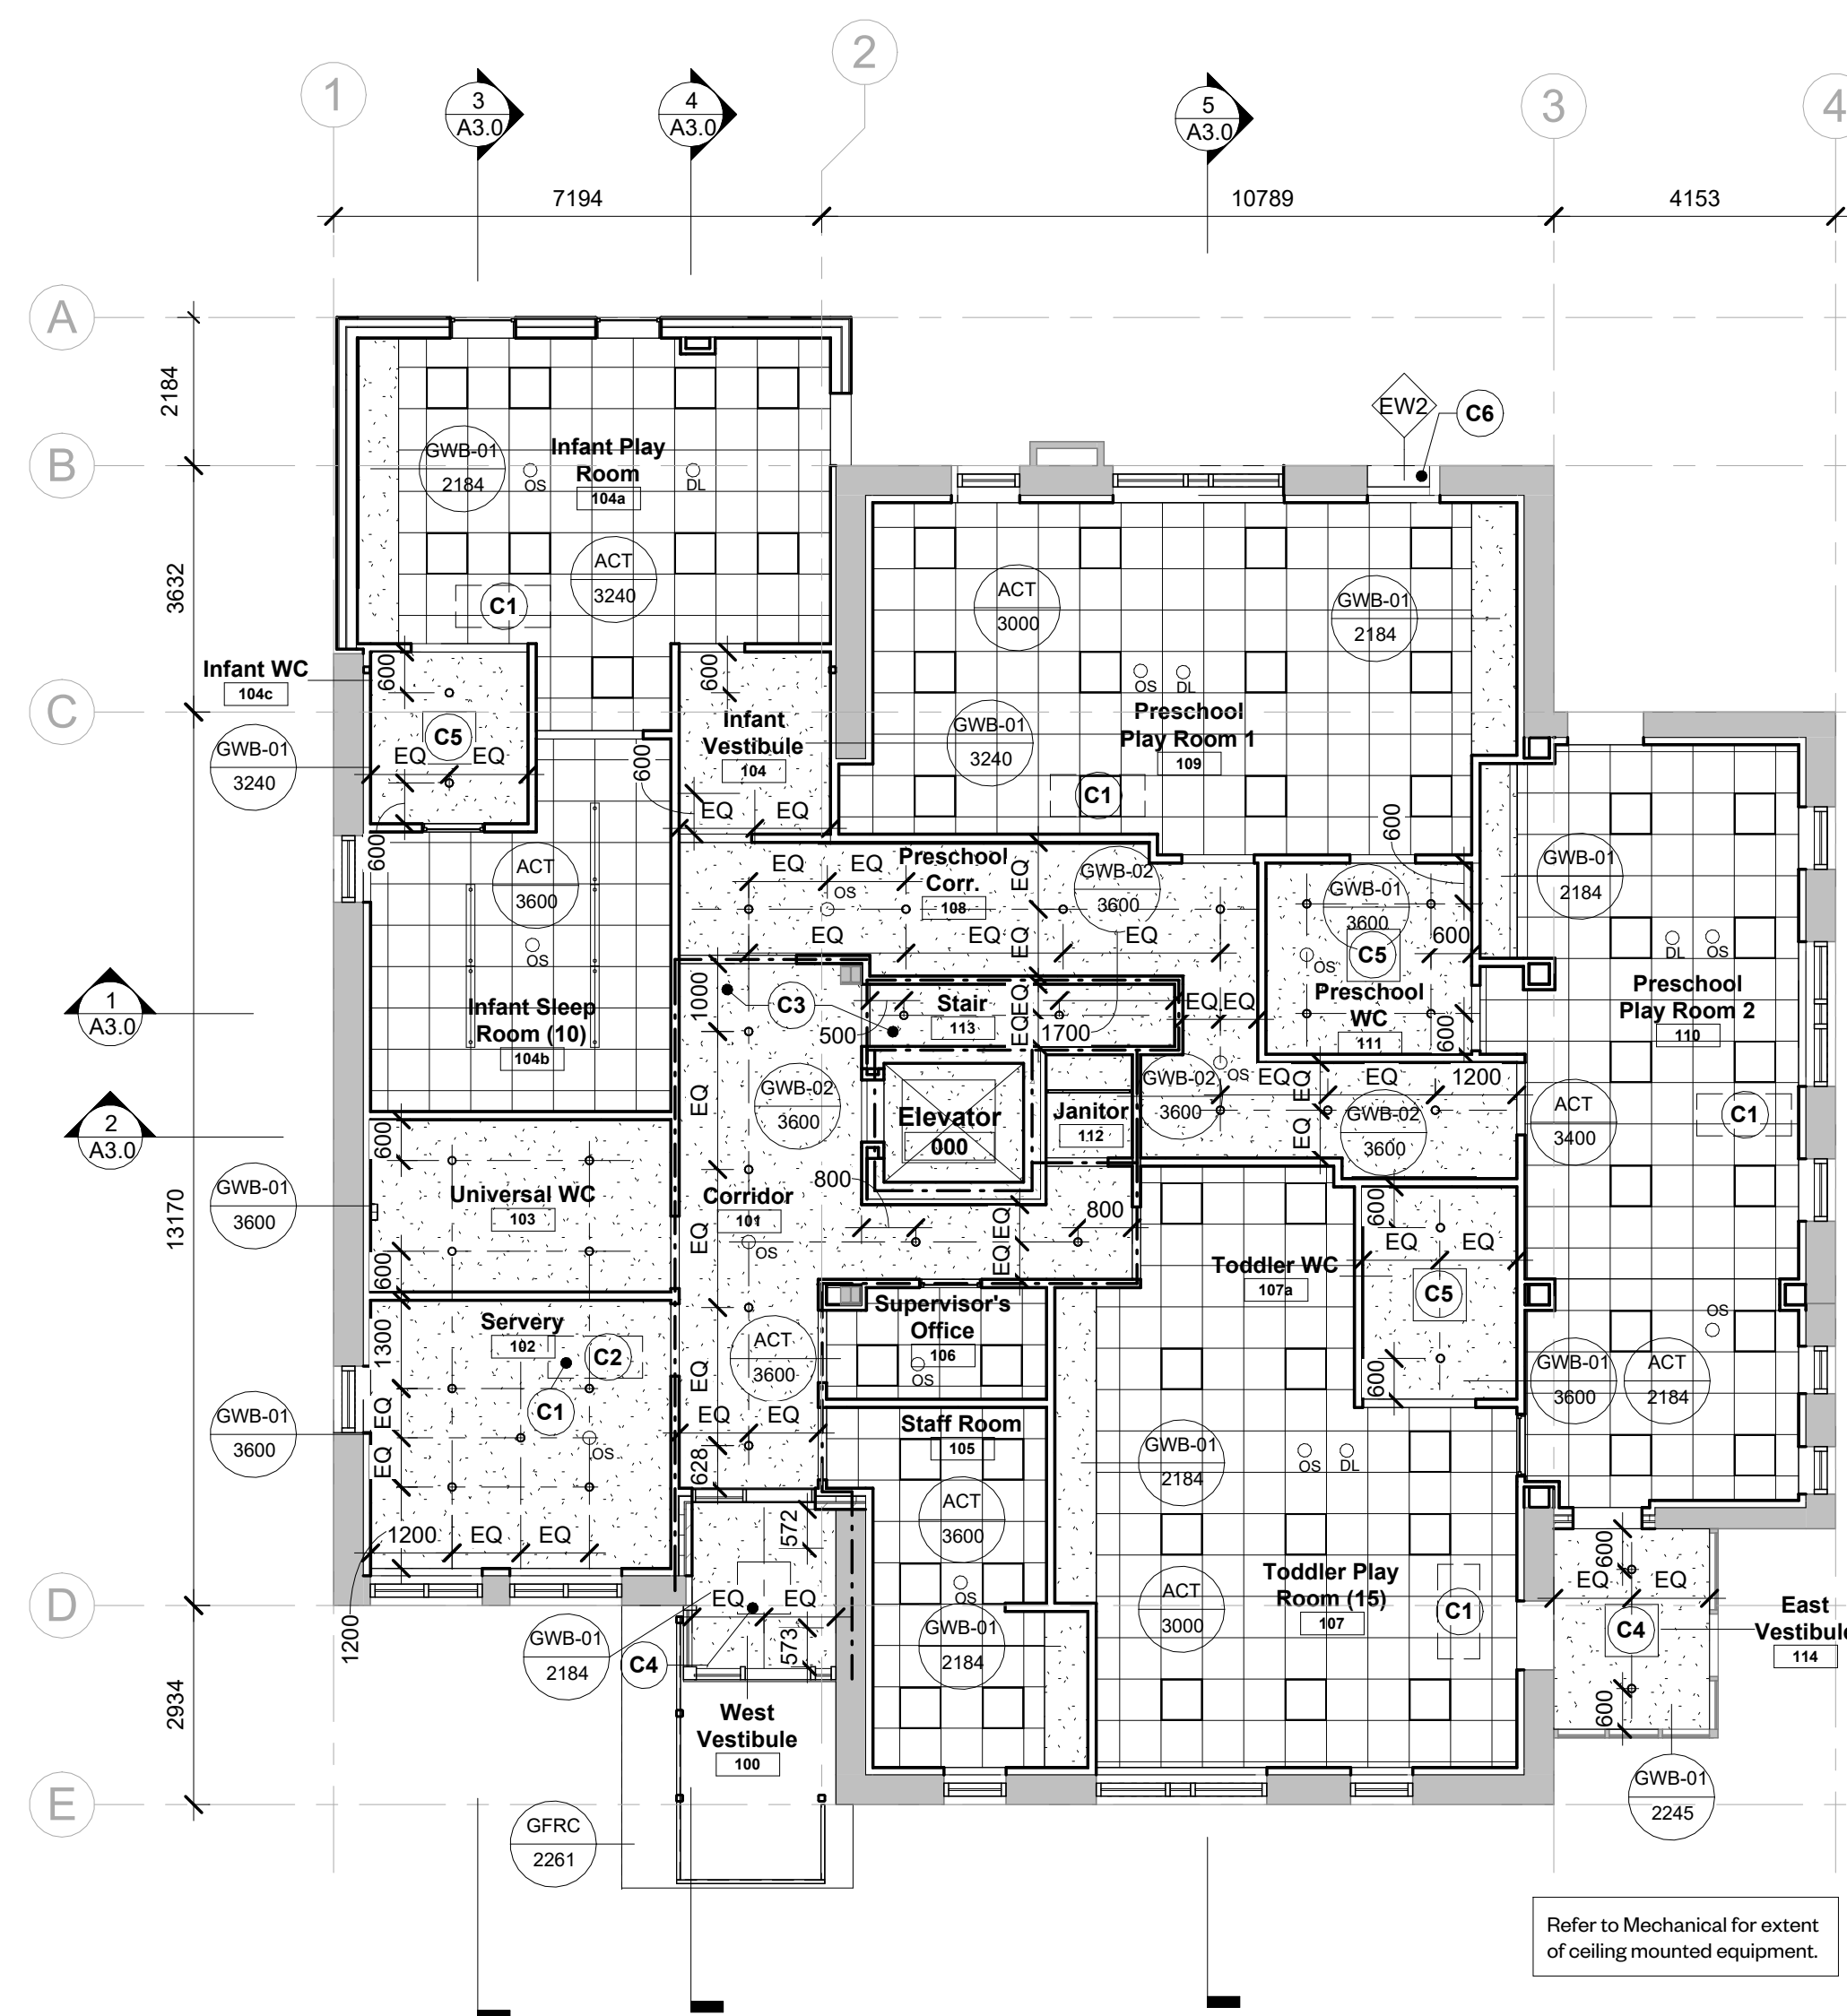 1
2
3
4
3
A3.0
4
A3.0
5
A3.0
7194
10789
4153
A
B
C
D
E
2184
3632
13170
2934
1
A3.0
2
A3.0
EW2
C6
GWB-01
2184
OS
Infant Play
Room
104a
DL
ACT
3240
C1
Infant WC
104c
GWB-01
3240
600
C5
EQ
EQ
600
600
Infant
Vestibule
104
600
EQ
EQ
GWB-01
3240
ACT
3000
GWB-01
2184
OS
DL
Preschool
Play Room 1
109
C1
ACT
3600
OS
Infant Sleep
Room (10)
104b
EQ
EQ
OS
Preschool
Corr.
108
EQ
EQ
GWB-02
3600
EQ
EQ
EQ
600
GWB-01
3600
600
C5
OS
Preschool
WC
111
600
GWB-01
2184
DL
OS
Preschool
Play Room 2
110
ACT
3400
C1
1000
C3
500
Stair
113
EQ
EQ
1700
EQ
EQ
EQ
GWB-02
3600
Elevator
000
Janitor
112
GWB-02
3600
OS
EQ
EQ
EQ
EQ
1200
GWB-02
3600
600
Universal WC
103
600
GWB-01
3600
Corridor
101
OS
EQ
800
EQ
EQ
800
Toddler WC
107a
600
EQ
EQ
C5
600
GWB-01
3600
ACT
2184
OS
Servery
102
C2
C1
1300
EQ
EQ
OS
GWB-01
3600
1200
EQ
EQ
1200
EQ
ACT
3600
EQ
EQ
628
Supervisor's
Office
106
OS
Staff Room
105
ACT
3600
OS
GWB-01
2184
GWB-01
2184
OS
DL
ACT
3000
Toddler Play
Room (15)
107
C1
572
EQ
EQ
573
GWB-01
2184
C4
West
Vestibule
100
GFRC
2261
600
EQ
EQ
C4
600
East
Vestibule
114
GWB-01
2245
Refer to Mechanical for extent
of ceiling mounted equipment.